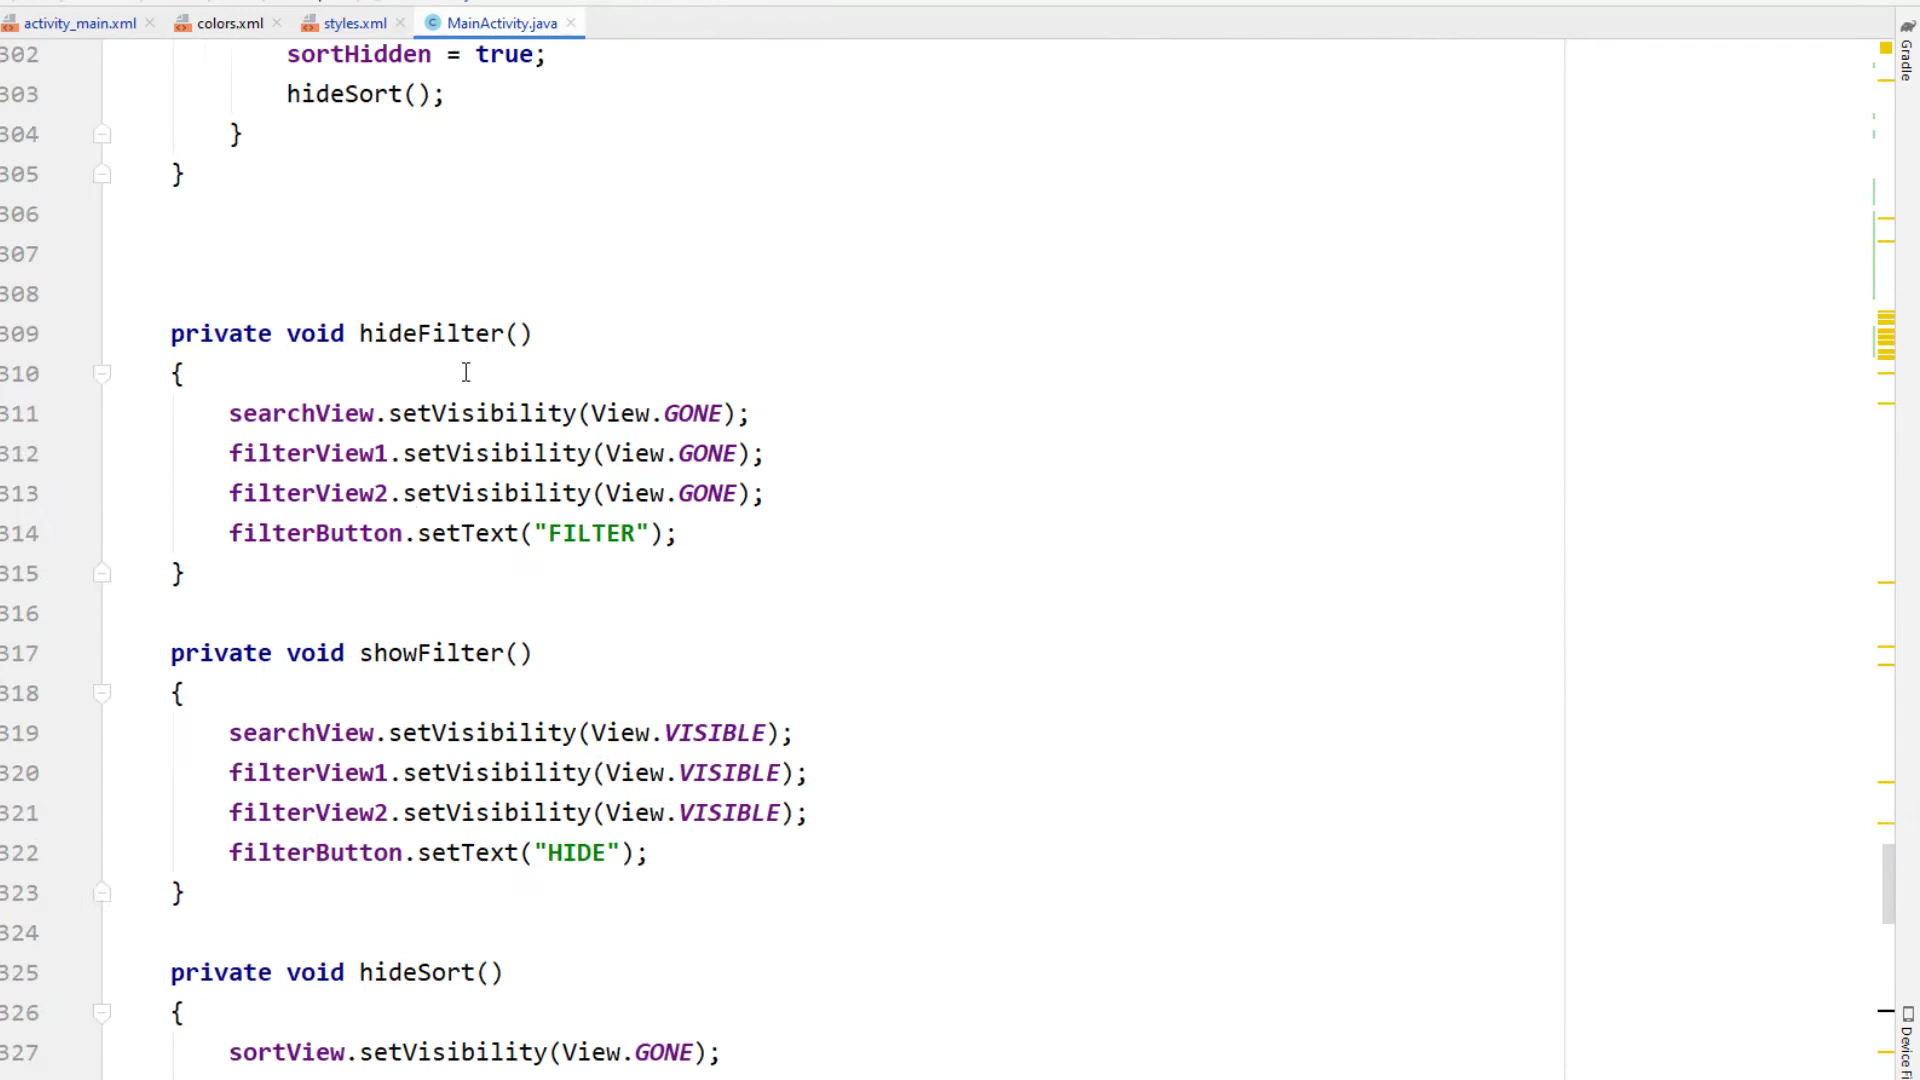 activity_main.xml colors.xml styles.xml C MainActivity.java
302 sortHidden = true;
303 hideSort();
304 }
305 }
306
307
308
309 private void hideFilter()
310 {
311 searchView.setVisibility(View.GONE);
312 filterView1.setVisibility(View.GONE);
313 filterView2.setVisibility(View.GONE);
314 filterButton.setText("FILTER");
315 }
316
317 private void showFilter()
318 {
319 searchView.setVisibility(View.VISIBLE);
320 filterView1.setVisibility(View.VISIBLE);
321 filterView2.setVisibility(View.VISIBLE);
322 filterButton.setText("HIDE");
323 }
324
325 private void hideSort()
326 {
327 sortView.setVisibility(View.GONE);
Gradle
Device Fi